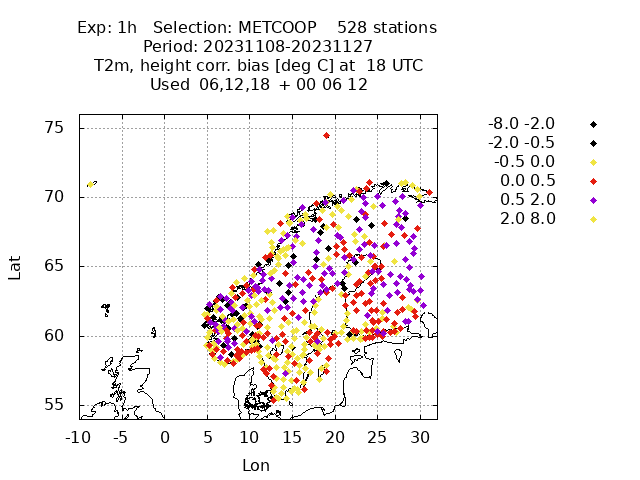 Exp: 1h   Selection: METCOOP    528 stations
Period: 20231108-20231127
T2m, height corr. bias [deg C] at  18 UTC
Used 06,12,18  + 00 06 12
-8.0 -2.0
-2.0 -0.5
-0.5 0.0
0.0 0.5
0.5 2.0
2.0 8.0
75
70
65
60
55
Lat
-10 -5 0 5 10 15 20 25 30
Lon